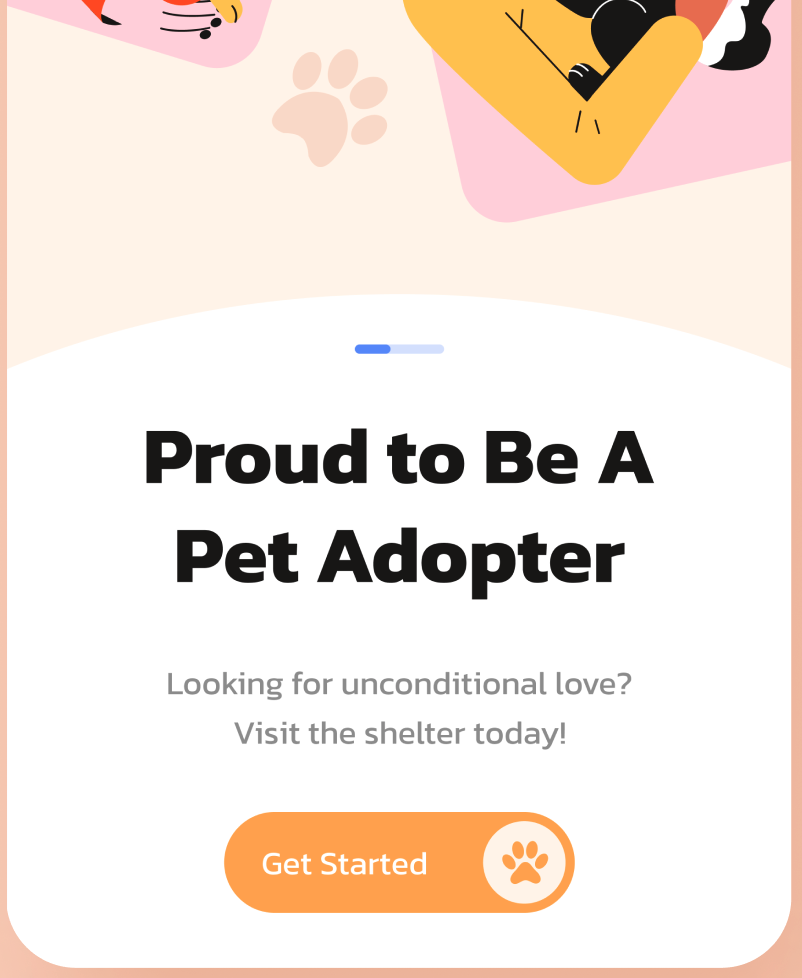 Proud to Be A
Pet Adopter
Looking for unconditional love?
Visit the shelter today!
Get Started